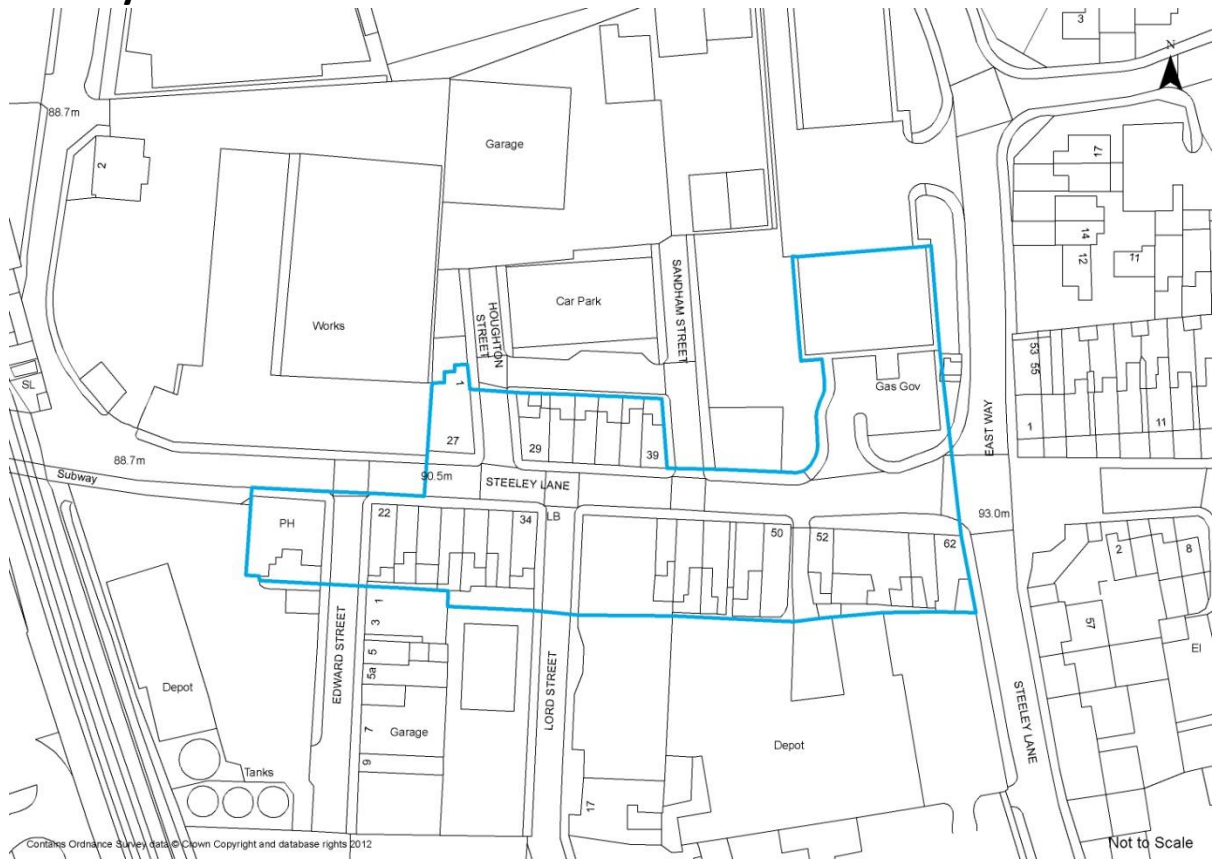 3
N
88.7m
Garage
2
17
14
12
11
SANDHAM STREET
HOUGHTON
STREET
Car Park
Works
53
55
SL
1
Gas Gov
EAST WAY
1
11
27
29
39
88.7m
Subway
90.5m
STEELEY LANE
PH
22
34
LB
50
52
62
93.0m
2
8
1
3
5
5a
57
El
EDWARD STREET
LORD STREET
STEELEY LANE
Depot
7
Garage
Depot
9
Tanks
17
Contains Ordnance Survey data © Crown Copyright and database rights 2012
Not to Scale